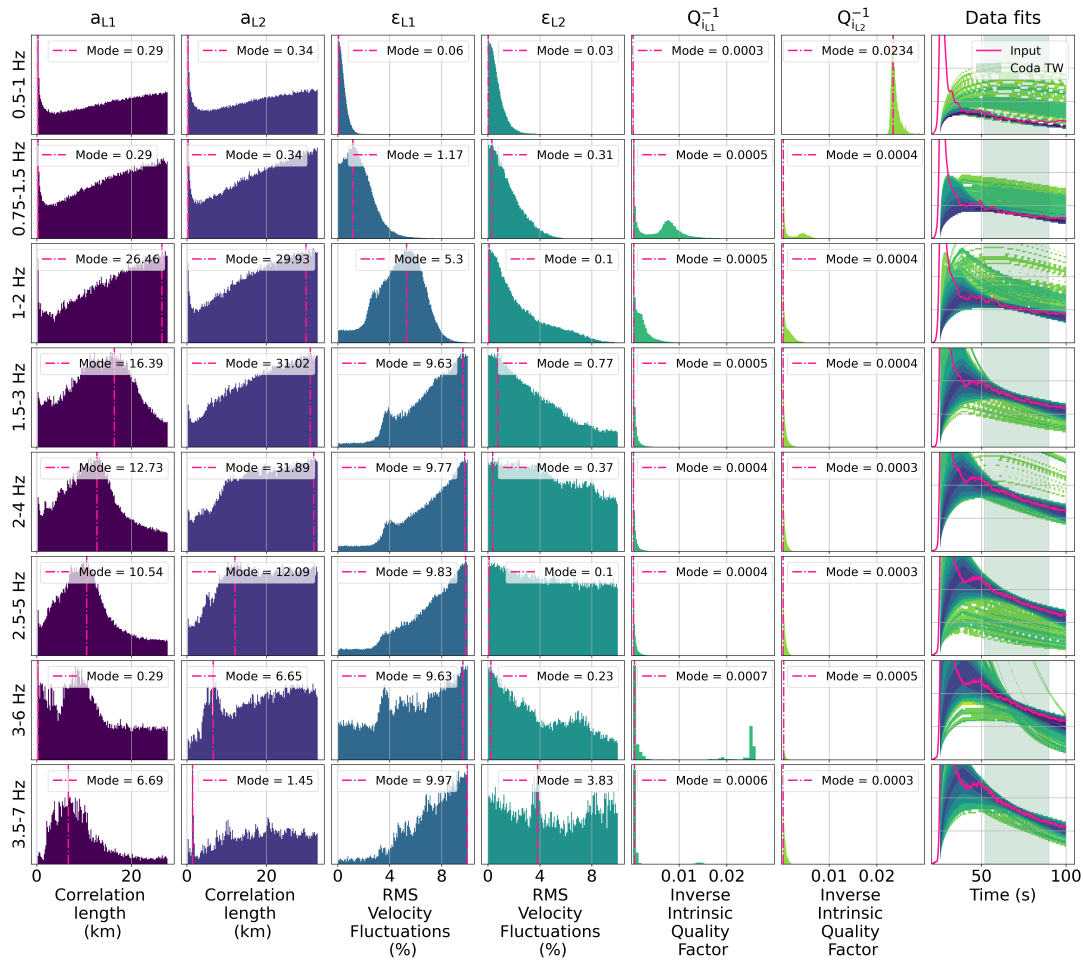 a_L1 a_L2 ε_L1 ε_L2 Q_{i_L1}^{-1} Q_{i_L2}^{-1} Data fits
0.5-1 Hz
Mode = 0.29 Mode = 0.34 Mode = 0.06 Mode = 0.03 Mode = 0.0003 Mode = 0.0234 Input
Coda TW
0.75-1.5 Hz
Mode = 0.29 Mode = 0.34 Mode = 1.17 Mode = 0.31 Mode = 0.0005 Mode = 0.0004
1-2 Hz
Mode = 26.46 Mode = 29.93 Mode = 5.3 Mode = 0.1 Mode = 0.0005 Mode = 0.0004
1.5-3 Hz
Mode = 16.39 Mode = 31.02 Mode = 9.63 Mode = 0.77 Mode = 0.0005 Mode = 0.0004
2-4 Hz
Mode = 12.73 Mode = 31.89 Mode = 9.77 Mode = 0.37 Mode = 0.0004 Mode = 0.0003
2.5-5 Hz
Mode = 10.54 Mode = 12.09 Mode = 9.83 Mode = 0.1 Mode = 0.0004 Mode = 0.0003
3-6 Hz
Mode = 0.29 Mode = 6.65 Mode = 9.63 Mode = 0.23 Mode = 0.0007 Mode = 0.0005
3.5-7 Hz
Mode = 6.69 Mode = 1.45 Mode = 9.97 Mode = 3.83 Mode = 0.0006 Mode = 0.0003
0 20 0 20 0 4 8 0 4 8 0.01 0.02 0.01 0.02 50 100
Correlation
length
(km)
Correlation
length
(km)
RMS
Velocity
Fluctuations
(%)
RMS
Velocity
Fluctuations
(%)
Inverse
Intrinsic
Quality
Factor
Inverse
Intrinsic
Quality
Factor
Time (s)